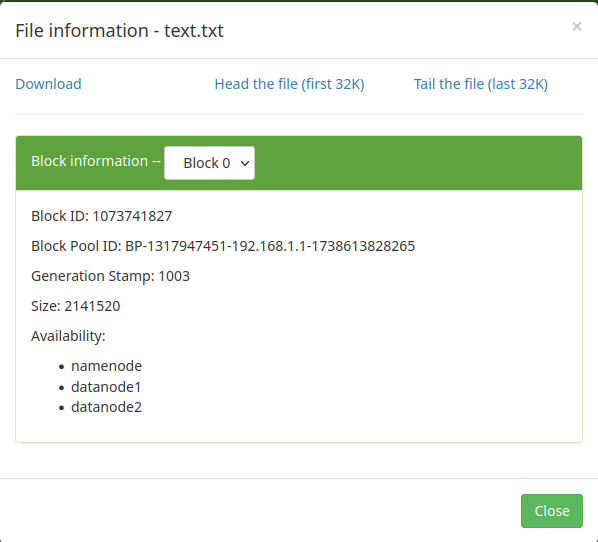 File information - text.txt
×
Download Head the file (first 32K) Tail the file (last 32K)
Block information -- Block 0
Block ID: 1073741827
Block Pool ID: BP-1317947451-192.168.1.1-1738613828265
Generation Stamp: 1003
Size: 2141520
Availability:
namenode
datanode1
datanode2
Close